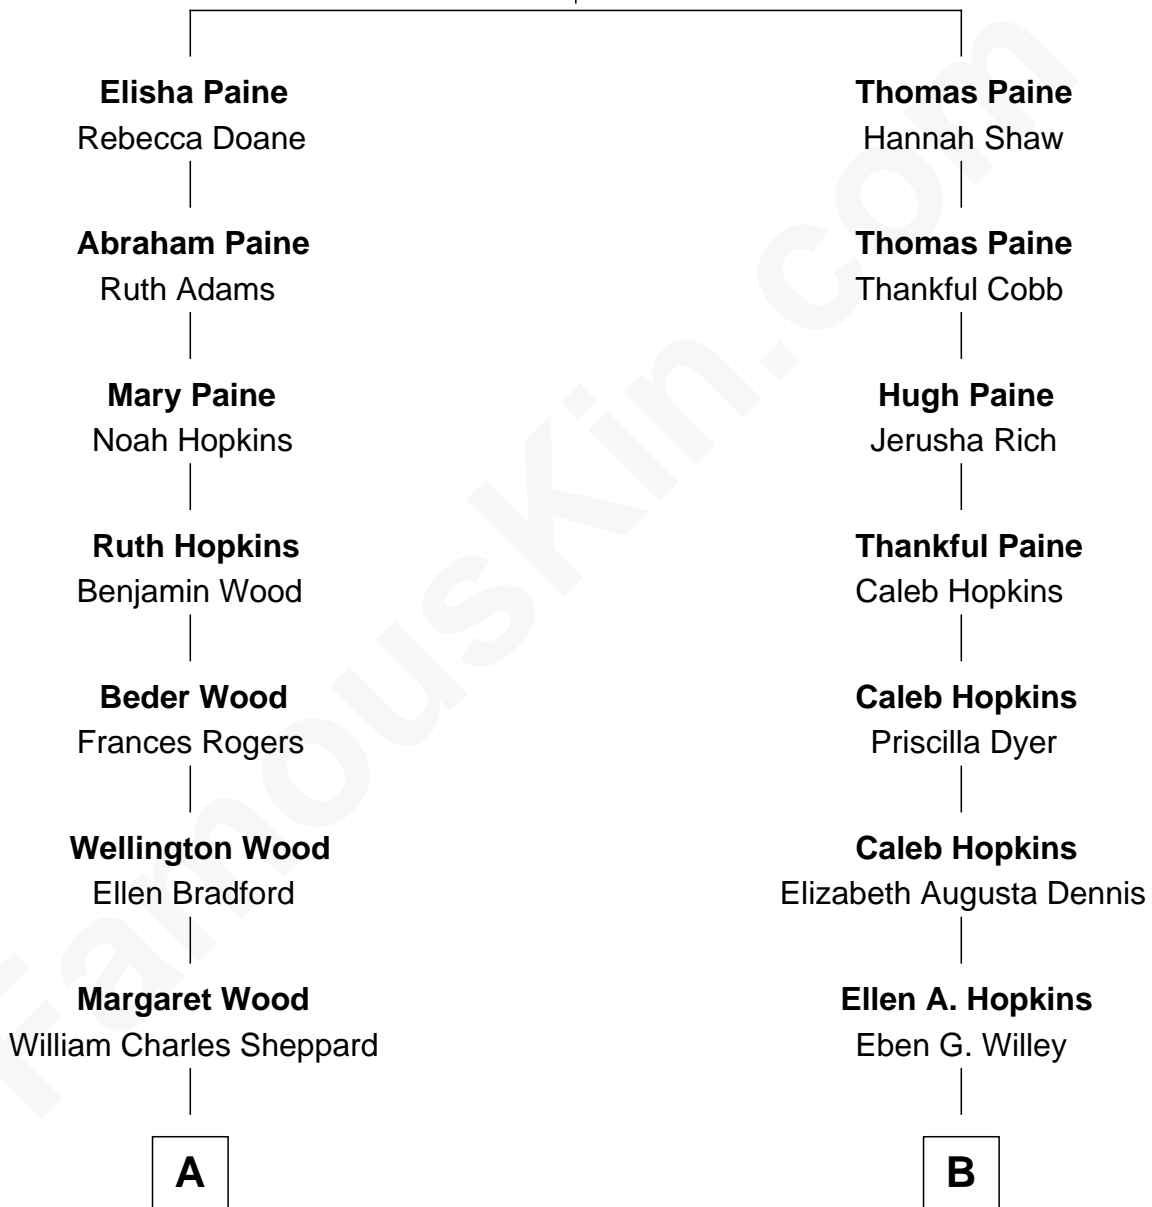 Elisha Paine
Rebecca Doane
Abraham Paine
Ruth Adams
Mary Paine
Noah Hopkins
Ruth Hopkins
Benjamin Wood
Beder Wood
Frances Rogers
Wellington Wood
Ellen Bradford
Margaret Wood
William Charles Sheppard
A
Thomas Paine
Hannah Shaw
Thomas Paine
Thankful Cobb
Hugh Paine
Jerusha Rich
Thankful Paine
Caleb Hopkins
Caleb Hopkins
Priscilla Dyer
Caleb Hopkins
Elizabeth Augusta Dennis
Ellen A. Hopkins
Eben G. Willey
B
FamousKin.com